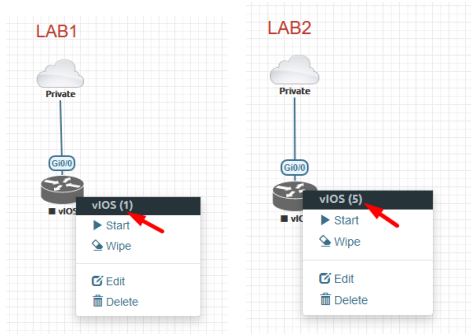 LAB1
Private
Gi0/0
vIOS
vIOS (1)
Start
Wipe
Edit
Delete
LAB2
Private
Gi0/0
vIOS (5)
Start
Wipe
Edit
Delete